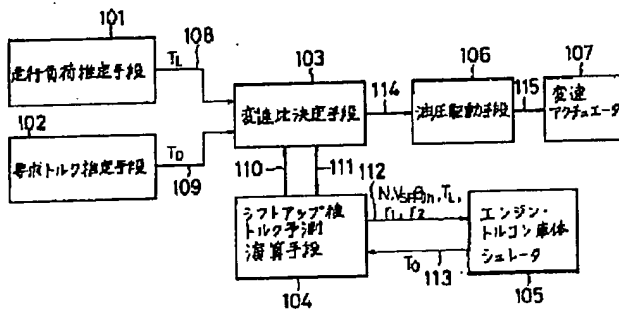 101
走行負荷推定手段
TL
108
102
要求トルク推定手段
TD
109
103
変速比決定手段
114
106
油圧駆動手段
115
107
変速
アクチュエータ
110
111
112
シフトアップ後
トルク予測
演算手段
104
TL,
r1, r2
TO
113
エンジン・
トルコン車体
シュレータ
105